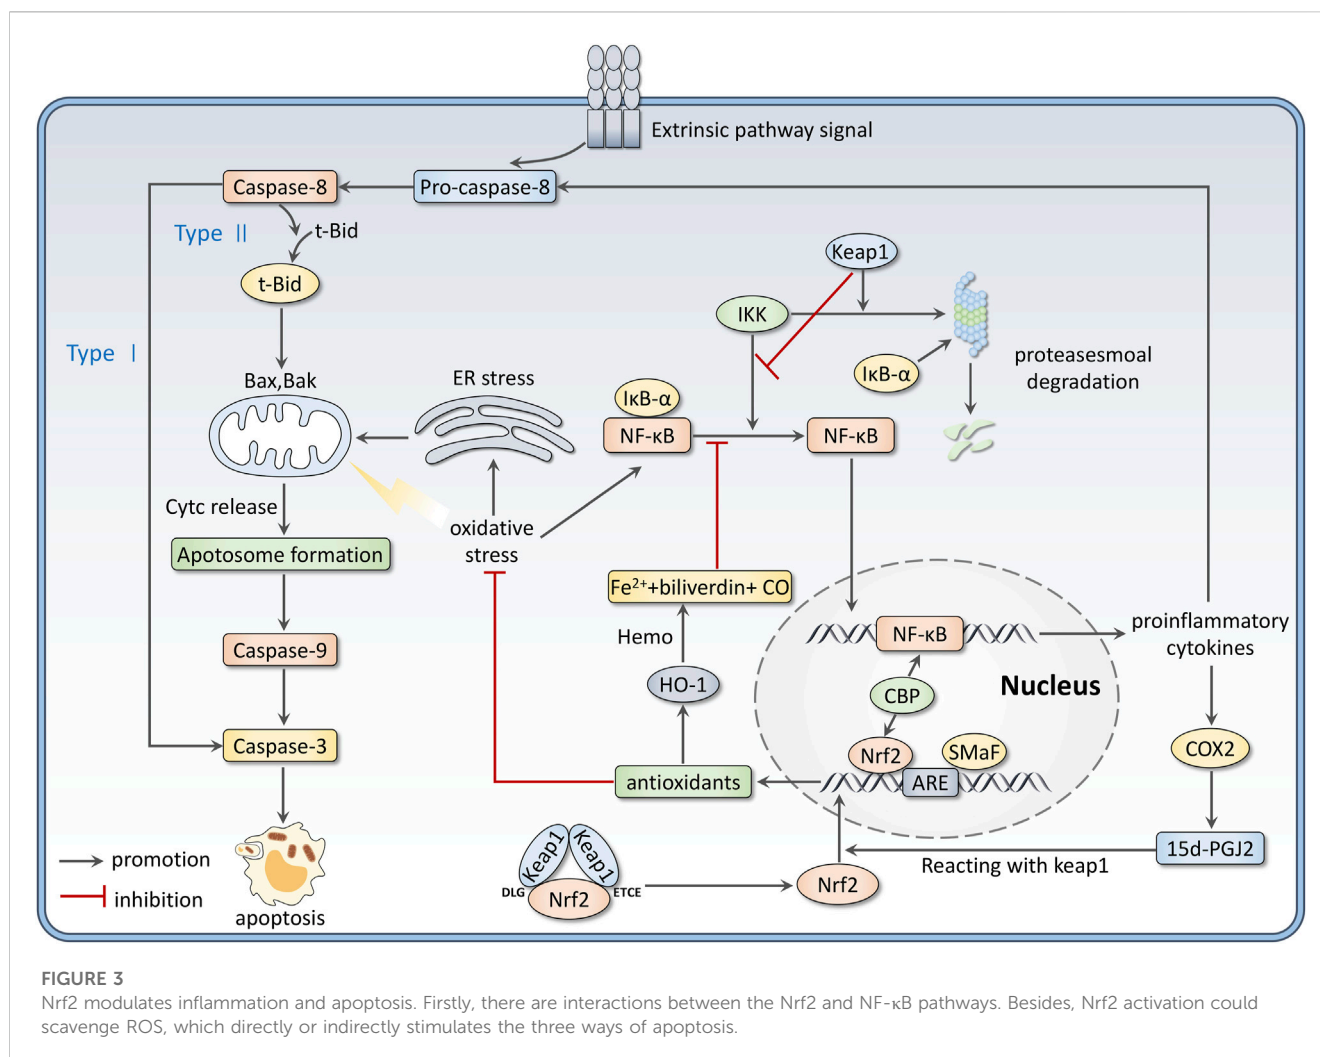 Extrinsic pathway signal
Caspase-8
Pro-caspase-8
Type II
t-Bid
t-Bid
Keap1
IKK
Type I
Bax,Bak
ER stress
IκB-α
IκB-α
proteasesmoal
degradation
NF-κB
NF-κB
Cytc release
oxidative
stress
Apotosome formation
Fe²⁺+biliverdin+ CO
Hemo
NF-κB
proinflammatory
cytokines
Caspase-9
HO-1
CBP
Nucleus
Caspase-3
Nrf2
SMaF
COX2
antioxidants
ARE
promotion
inhibition
apoptosis
Keap1
Keap1
DLG
Nrf2
ETCE
Nrf2
Reacting with keap1
15d-PGJ2
FIGURE 3
Nrf2 modulates inflammation and apoptosis. Firstly, there are interactions between the Nrf2 and NF-κB pathways. Besides, Nrf2 activation could
scavenge ROS, which directly or indirectly stimulates the three ways of apoptosis.